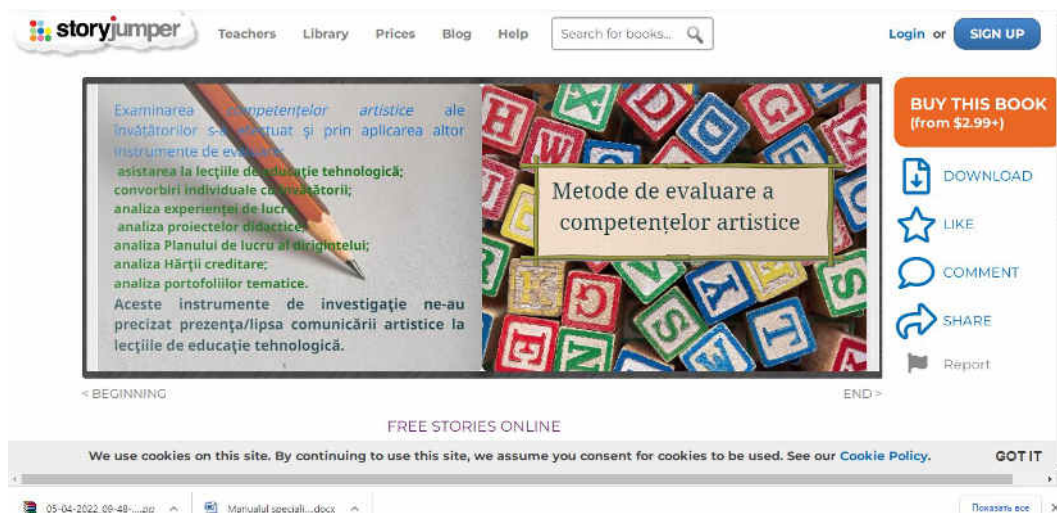 storyjumper
Teachers Library Prices Blog Help Search for books... Login or SIGN UP
Examinarea competențelor artistice ale
învățătorilor s-a efectuat și prin aplicarea altor
instrumente de evaluare:
asistarea la lecțiile de educație tehnologică;
convorbiri individuale cu învățătorii;
analiza experienței de lucru;
analiza proiectelor didactice;
analiza Planului de lucru al dirigintelui;
analiza Hărții creditare;
analiza portofoliilor tematice.
Aceste instrumente de investigație ne-au
precizat prezența/lipsa comunicării artistice la
lecțiile de educație tehnologică.
Metode de evaluare a
competențelor artistice
BUY THIS BOOK
(from $2.99+)
DOWNLOAD
LIKE
COMMENT
SHARE
Report
< BEGINNING
END >
FREE STORIES ONLINE
We use cookies on this site. By continuing to use this site, we assume you consent for cookies to be used. See our Cookie Policy. GOT IT
05-04-2022_09-48-....zip Manualul speciali....docx Показать все